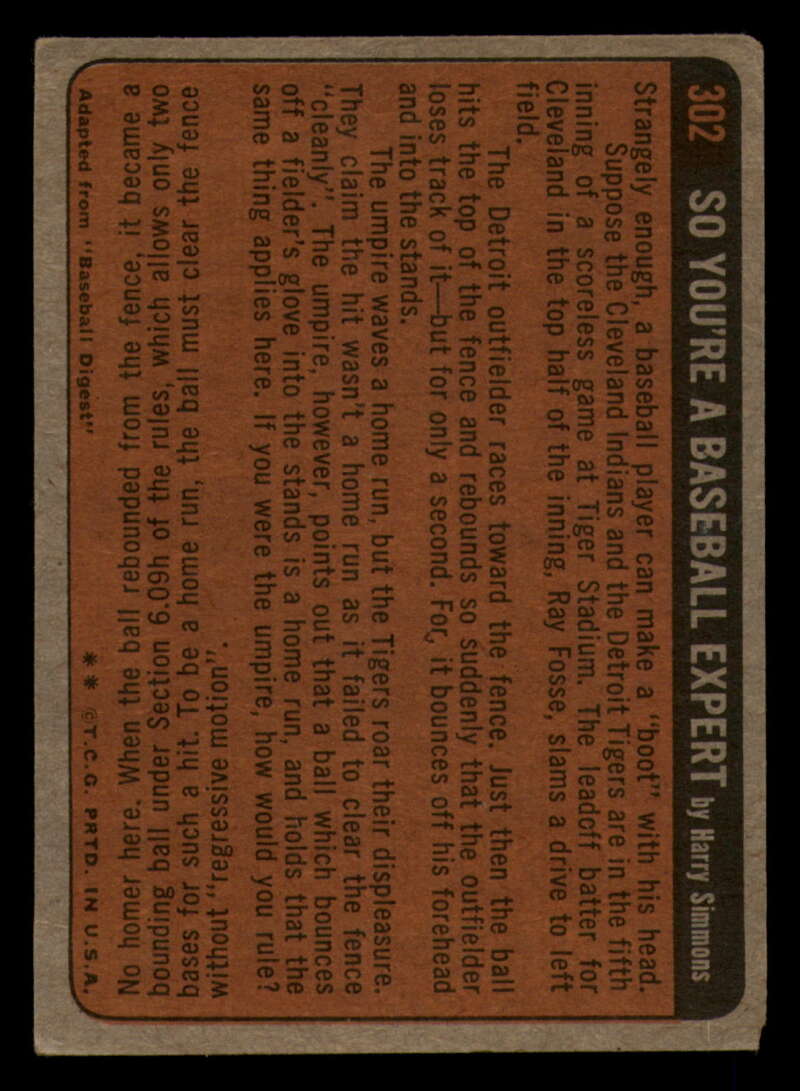 302 SO YOU'RE A BASEBALL EXPERT by Harry Simmons
Strangely enough, a baseball player can make a "boot" with his head.
Suppose the Cleveland Indians and the Detroit Tigers are in the fifth
inning of a scoreless game at Tiger Stadium. The leadoff batter for
Cleveland in the top half of the inning, Ray Fosse, slams a drive to left
field.
The Detroit outfielder races toward the fence. Just then the ball
hits the top of the fence and rebounds so suddenly that the outfielder
loses track of it—but for only a second. For, it bounces off his forehead
and into the stands.
The umpire waves a home run, but the Tigers roar their displeasure.
They claim the hit wasn't a home run as it failed to clear the fence
"cleanly". The umpire, however, points out that a ball which bounces
off a fielder's glove into the stands is a home run, and holds that the
same thing applies here. If you were the umpire, how would you rule?
No homer here. When the ball rebounded from the fence, it became a
bounding ball under Section 6.09h of the rules, which allows only two
bases for such a hit. To be a home run, the ball must clear the fence
without "regressive motion".
Adapted from "Baseball Digest" ** ©T.C.G. PRTD. IN U.S.A.